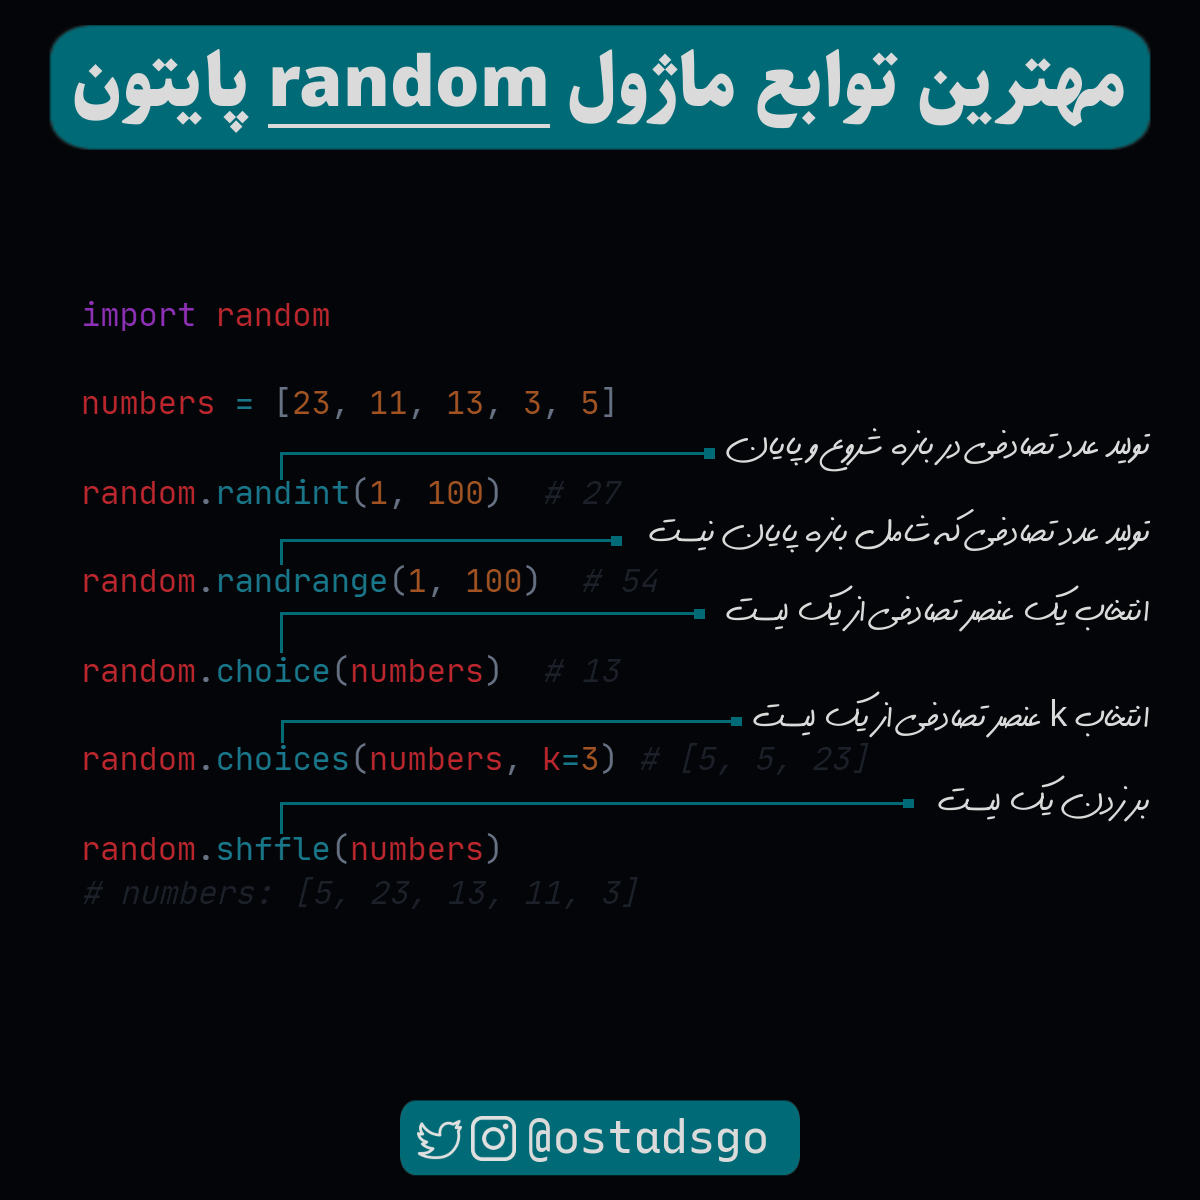 مهترین توابع ماژول random پایتون
import random
numbers = [23, 11, 13, 3, 5]
تولید عدد تصادفی در بازه شروع و پایان
random.randint(1, 100)  # 27
تولید عدد تصادفی که شامل بازه پایان نیست
random.randrange(1, 100)  # 54
انتخاب یک عنصر تصادفی از یک لیست
random.choice(numbers)  # 13
انتخاب k عنصر تصادفی از یک لیست
random.choices(numbers, k=3) # [5, 5, 23]
بر زدن یک لیست
random.shffle(numbers)
# numbers: [5, 23, 13, 11, 3]
@ostadsgo